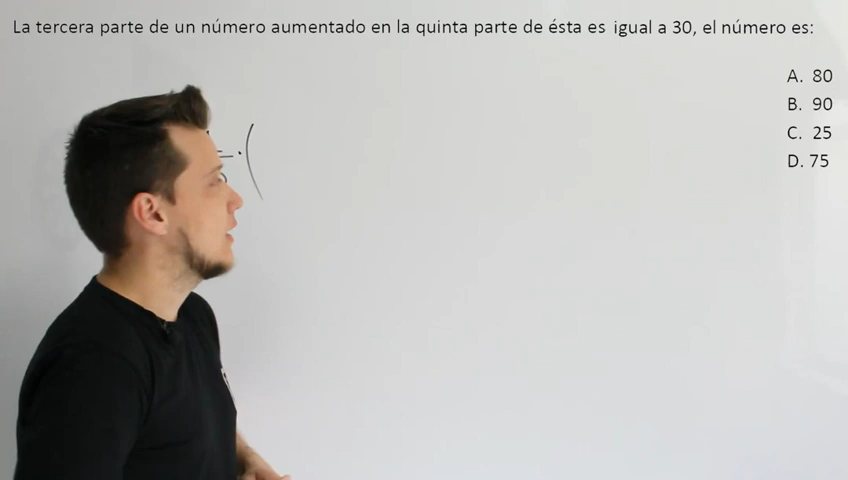 La tercera parte de un número aumentado en la quinta parte de ésta es igual a 30, el número es:
A. 80
B. 90
C. 25
D. 75